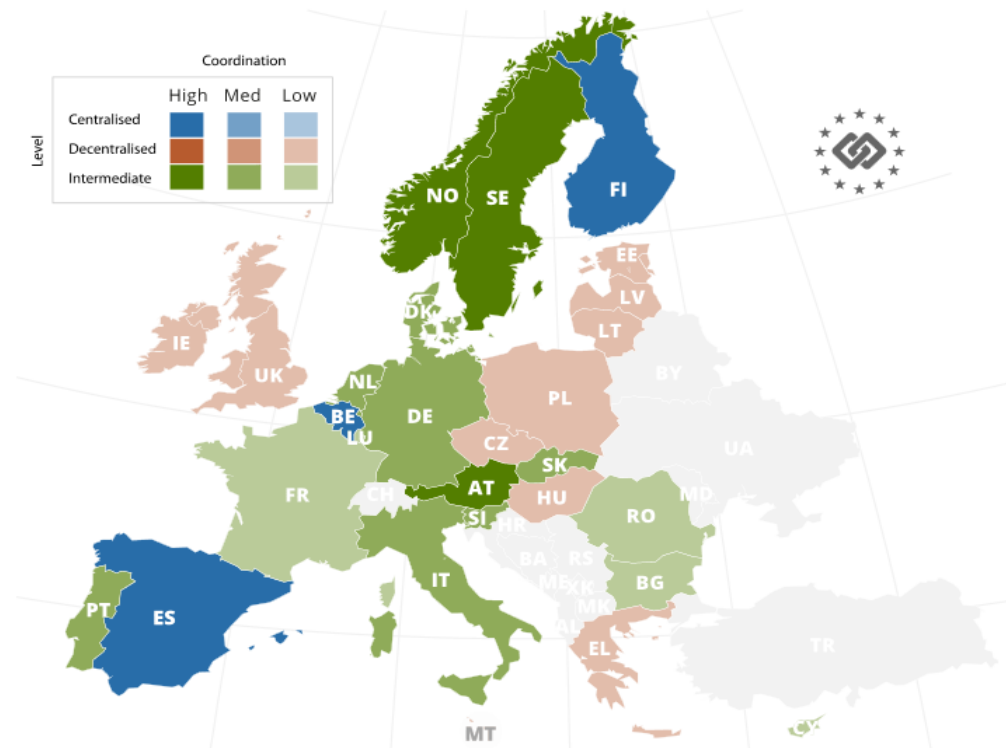 Coordination
High Med Low
Level
Centralised
Decentralised
Intermediate
NO
SE
FI
EE
LV
LT
DK
IE
UK
NL
BY
BE
DE
PL
LU
CZ
UA
SK
FR
CH
AT
HU
MD
SI
HR
RO
BA
RS
IT
ME
XK
BG
MK
PT
ES
AL
EL
TR
CY
MT